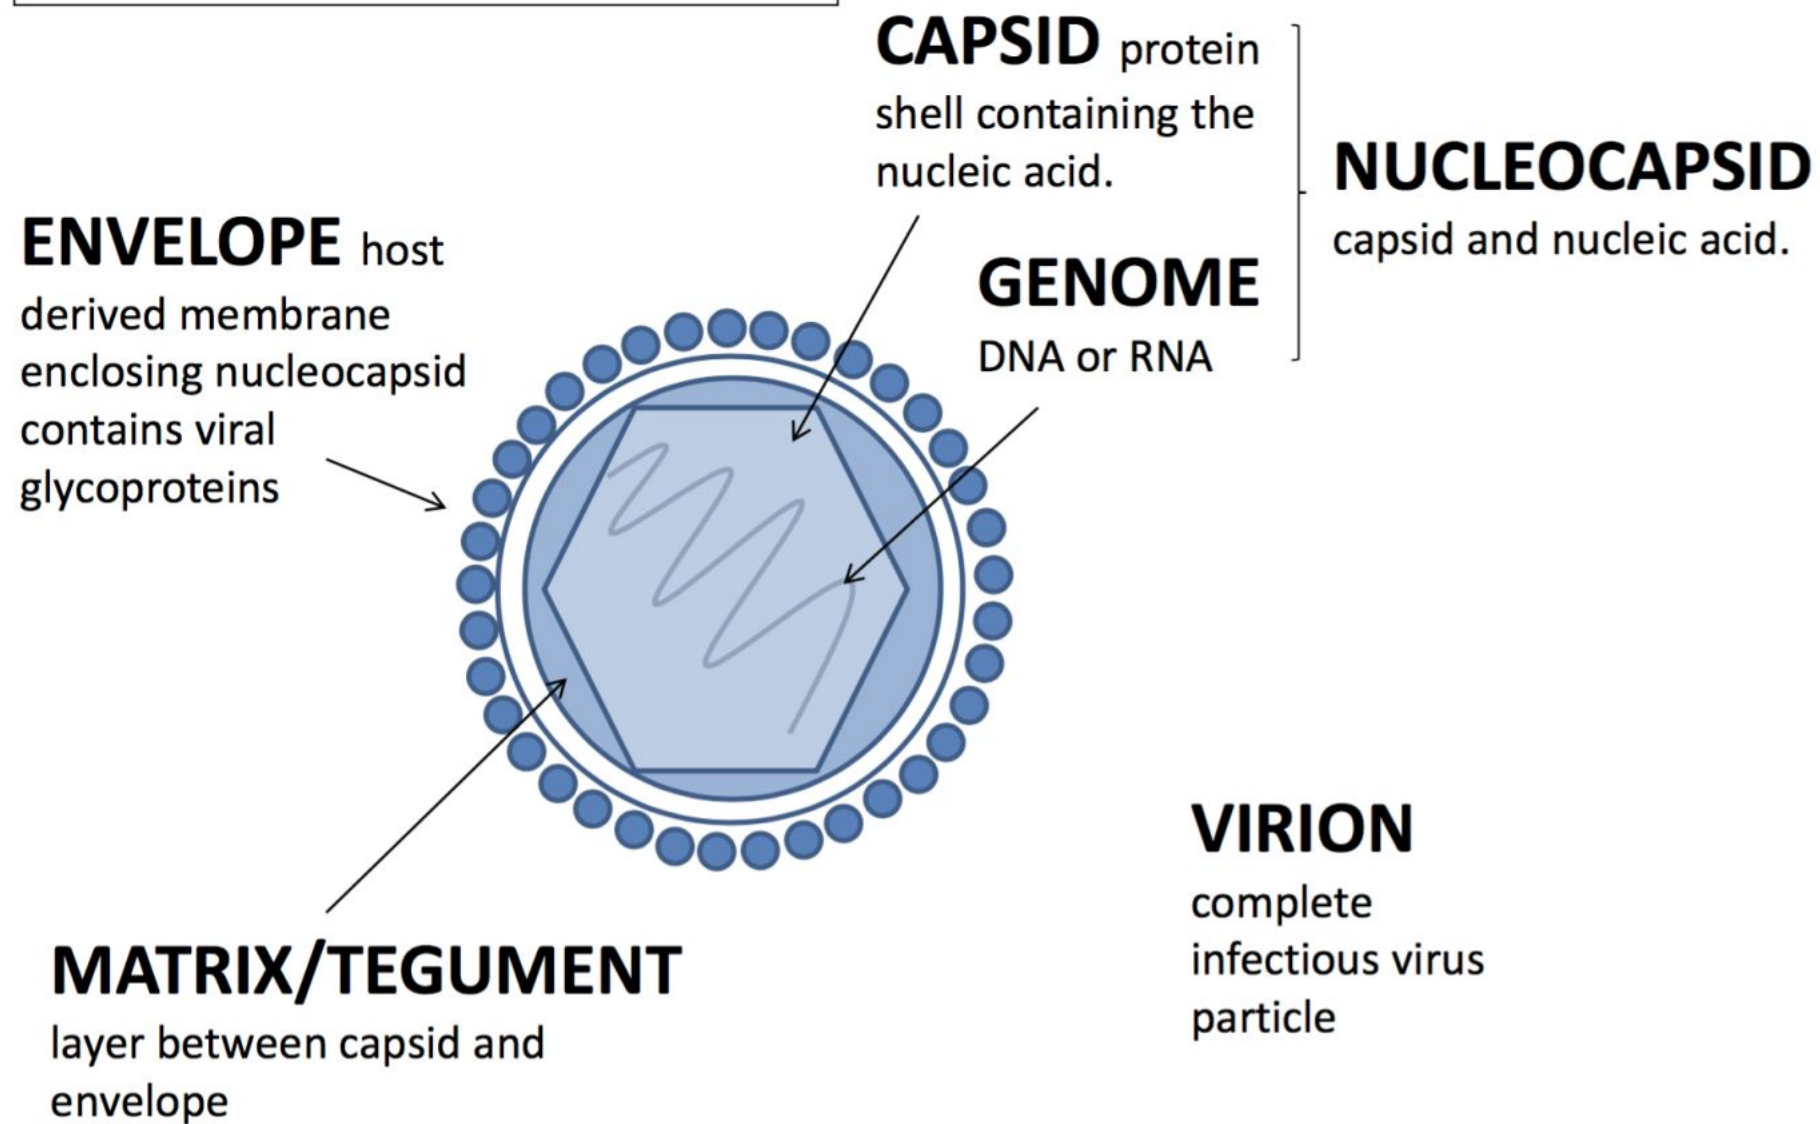 CAPSID protein
shell containing the
nucleic acid.
NUCLEOCAPSID
capsid and nucleic acid.
ENVELOPE host
derived membrane
enclosing nucleocapsid
contains viral
glycoproteins
GENOME
DNA or RNA
VIRION
complete
infectious virus
particle
MATRIX/TEGUMENT
layer between capsid and
envelope